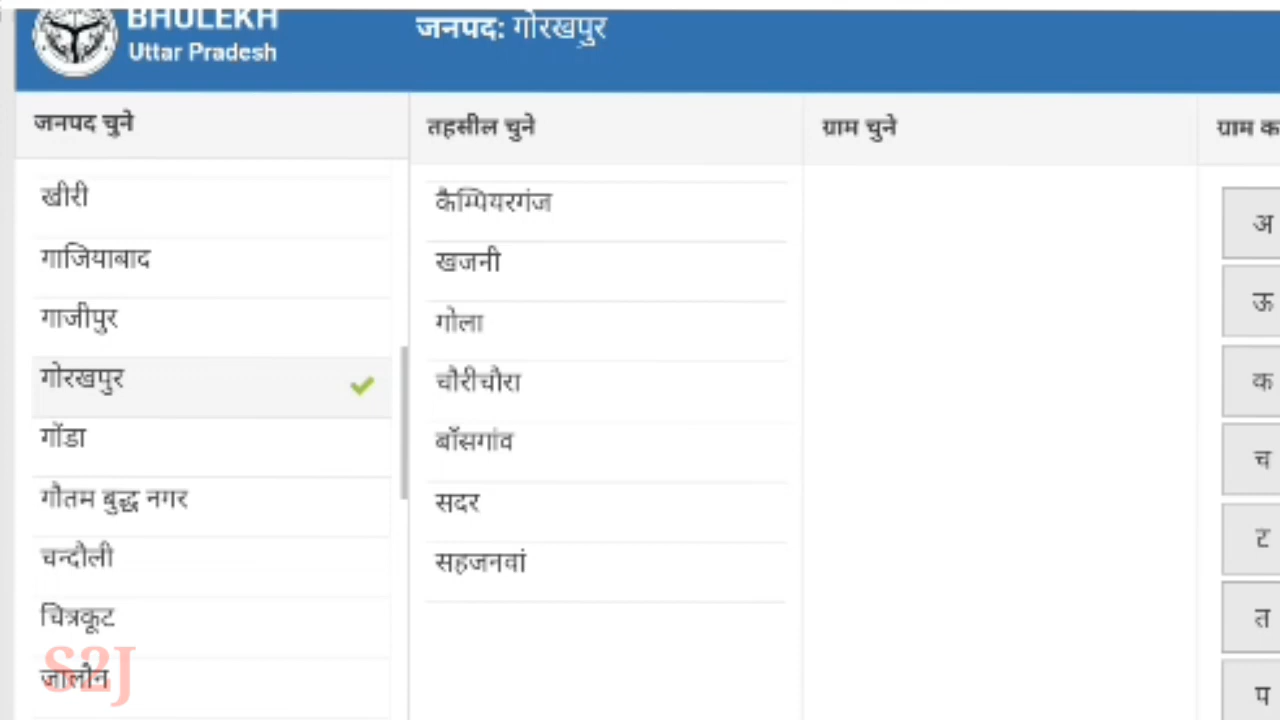 BHULEKH
Uttar Pradesh
जनपद: गोरखपुर
जनपद चुने
खीरी
गाजियाबाद
गाजीपुर
गोरखपुर
गोंडा
गौतम बुद्ध नगर
चन्दौली
चित्रकूट
जालौन
तहसील चुने
कैम्पियरगंज
खजनी
गोला
चौरीचौरा
बॉसगांव
सदर
सहजनवां
ग्राम चुने
ग्राम क
अ
ऊ
क
च
ट
त
प
S2J